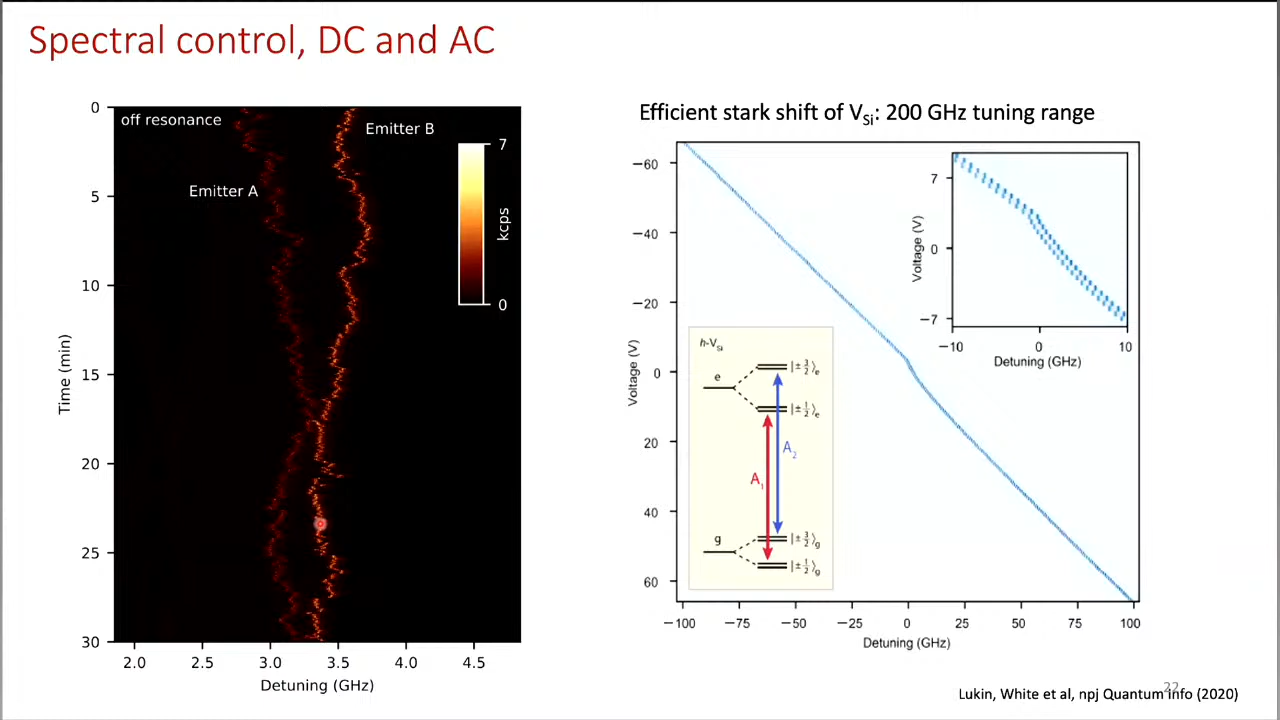 Spectral control, DC and AC
off resonance
Emitter A
Emitter B
7
kcps
0
0
5
10
15
20
25
30
Time (min)
2.0 2.5 3.0 3.5 4.0 4.5
Detuning (GHz)
Efficient stark shift of V_Si: 200 GHz tuning range
−60
−40
−20
0
20
40
60
Voltage (V)
−100 −75 −50 −25 0 25 50 75 100
Detuning (GHz)
7
0
−7
Voltage (V)
−10 0 10
Detuning (GHz)
h-V_Si
e
|±3/2⟩_e
|±1/2⟩_e
A_2
A_1
g
|±3/2⟩_g
|±1/2⟩_g
22
Lukin, White et al, npj Quantum Info (2020)